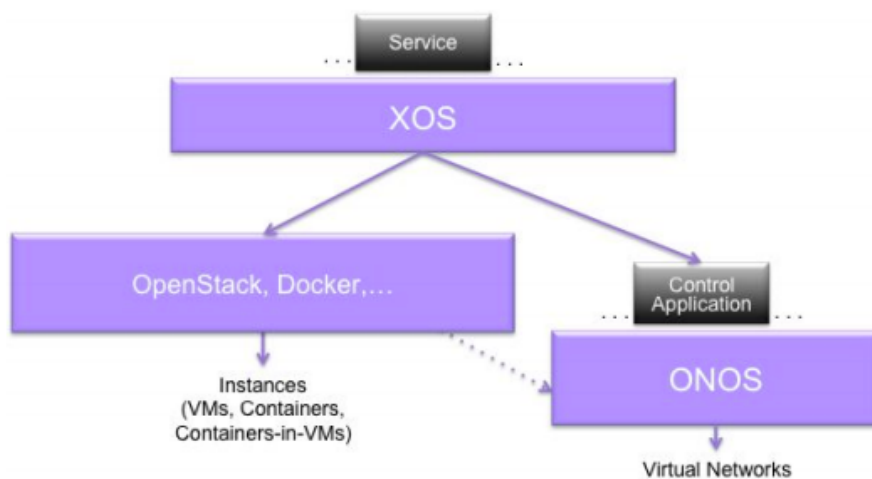 Service
... ...
XOS
OpenStack, Docker,...
Control
Application
... ...
ONOS
Instances
(VMs, Containers,
Containers-in-VMs)
Virtual Networks